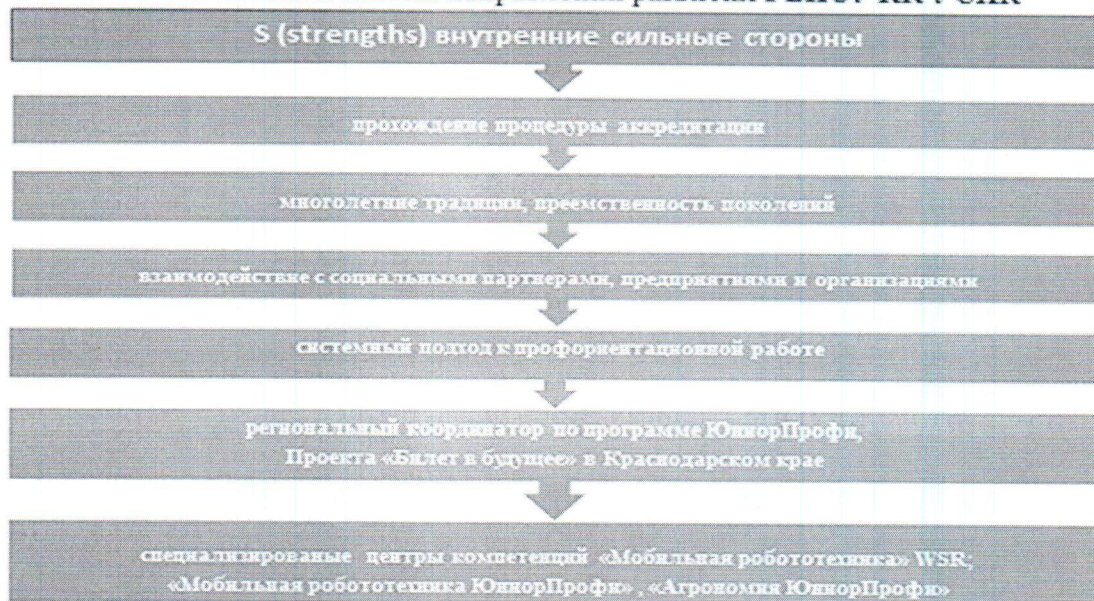 развития
S (strengths) внутренние сильные стороны
прохождение процедуры аккредитации
многолетние традиции, преемственность поколений
взаимодействие с социальными партнерами, предприятиями и организациями
системный подход к профориентационной работе
региональный координатор по программе ЮниорПрофи,
Проекта «Билет в будущее» в Краснодарском крае
специализированые центры компетенций «Мобильная робототехника» WSR;
«Мобильная робототехника ЮниорПрофи» , «Агрономия ЮниорПрофи»